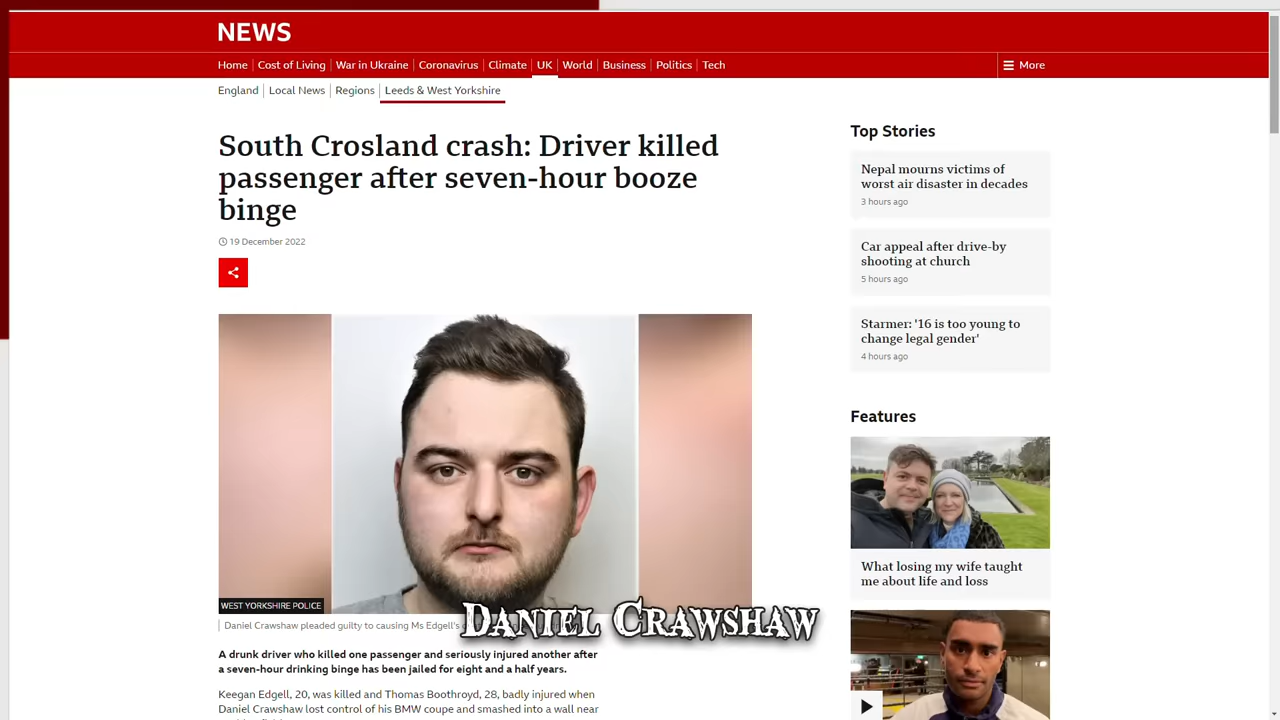 NEWS
Home Cost of Living War in Ukraine Coronavirus Climate UK World Business Politics Tech More
England Local News Regions Leeds & West Yorkshire
South Crosland crash: Driver killed
passenger after seven-hour booze
binge
19 December 2022
WEST YORKSHIRE POLICE
Daniel Crawshaw pleaded guilty to causing Ms Edgell's
DANIEL CRAWSHAW
A drunk driver who killed one passenger and seriously injured another after
a seven-hour drinking binge has been jailed for eight and a half years.
Keegan Edgell, 20, was killed and Thomas Boothroyd, 28, badly injured when
Daniel Crawshaw lost control of his BMW coupe and smashed into a wall near
Top Stories
Nepal mourns victims of
worst air disaster in decades
3 hours ago
Car appeal after drive-by
shooting at church
5 hours ago
Starmer: '16 is too young to
change legal gender'
4 hours ago
Features
What losing my wife taught
me about life and loss